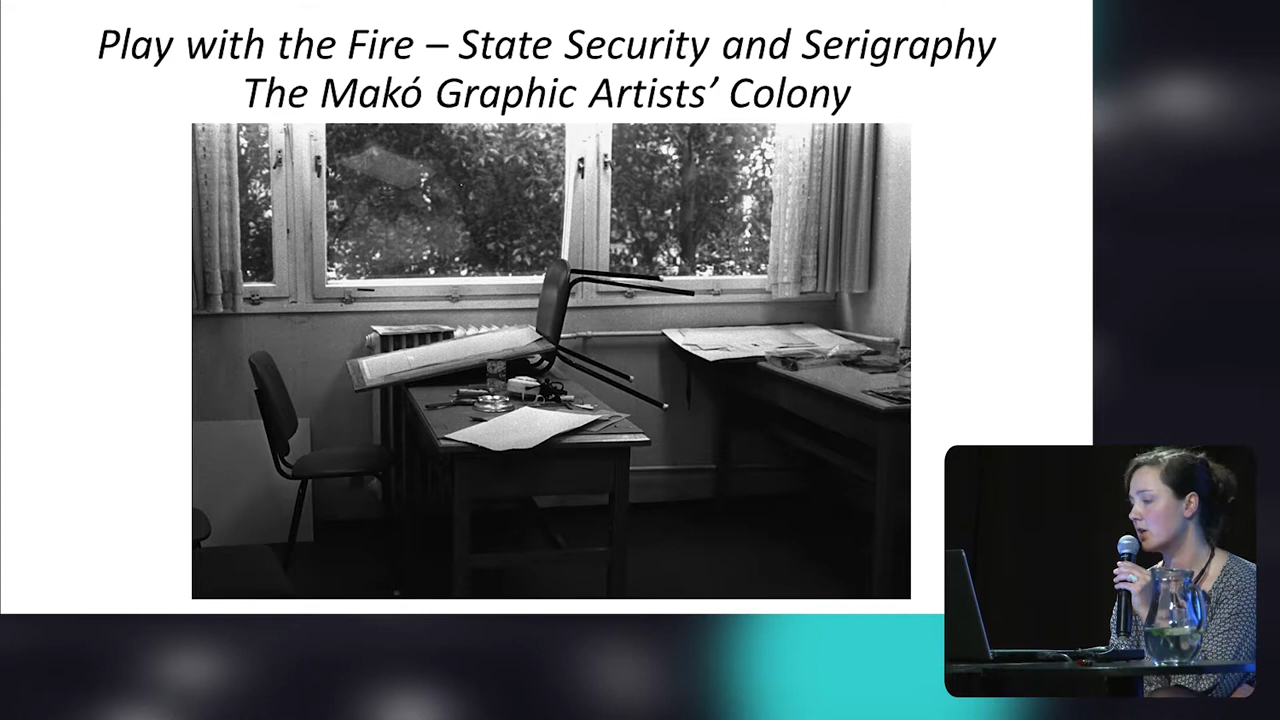 Play with the Fire – State Security and Serigraphy
The Makó Graphic Artists’ Colony